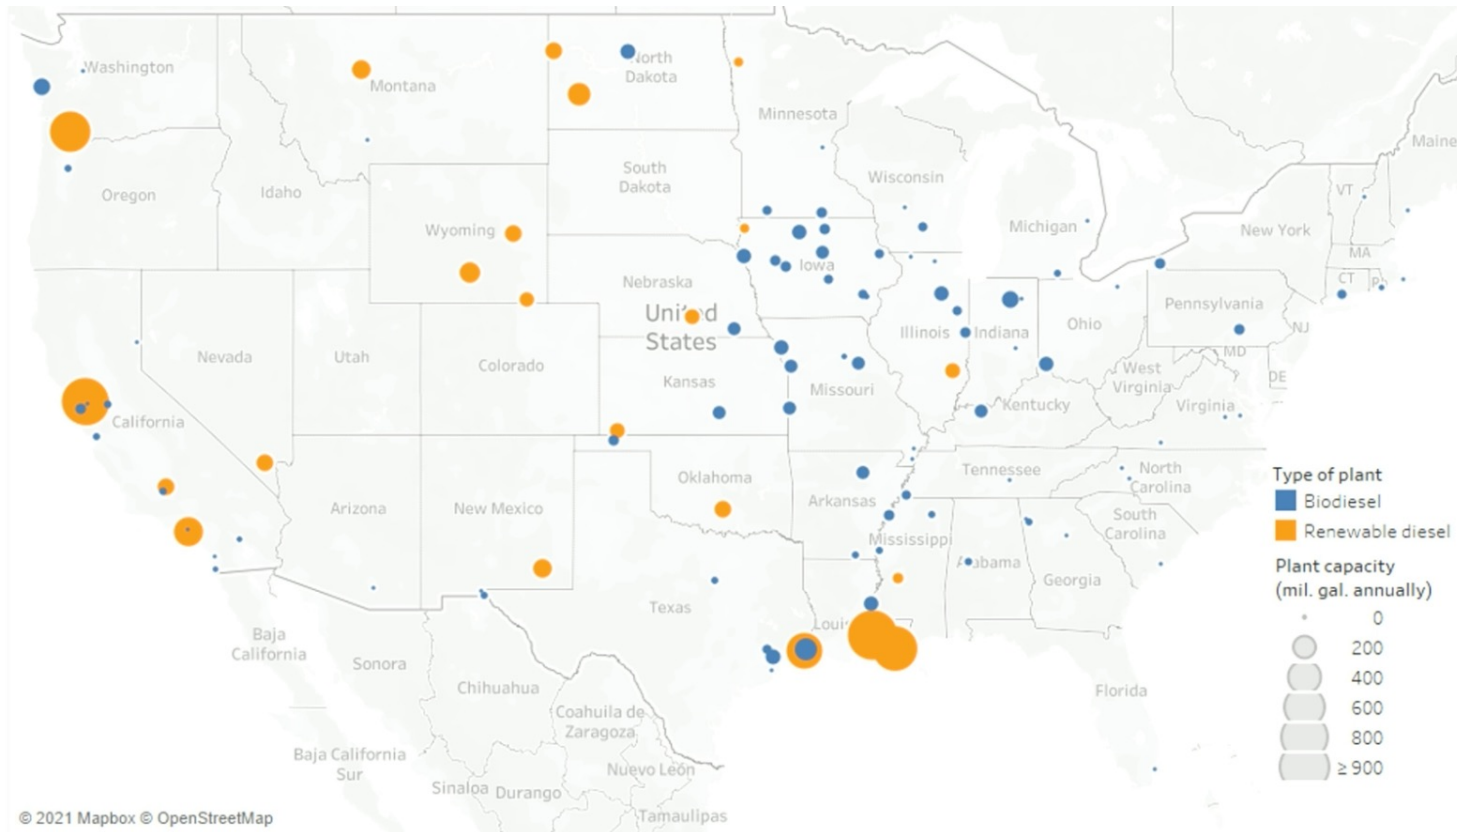 Washington
Montana
North
Dakota
Minnesota
Maine
South
Dakota
Wisconsin
Oregon
Idaho
VT
Michigan
New York
Wyoming
MA
Iowa
Nebraska
CT
Pennsylvania
United
States
Illinois
Indiana
Ohio
NJ
Nevada
Utah
Colorado
MD
West
Virginia
DE
Kansas
Missouri
Kentucky
Virginia
California
Oklahoma
Tennessee
North
Carolina
Arizona
New Mexico
Arkansas
South
Carolina
Mississippi
Alabama
Georgia
Texas
Loui
Baja
California
Sonora
Chihuahua
Florida
Coahuila de
Zaragoza
Baja California
Sur
Nuevo León
Sinaloa
Durango
Tamaulipas
Type of plant
Biodiesel
Renewable diesel
Plant capacity
(mil. gal. annually)
0
200
400
600
800
≥ 900
© 2021 Mapbox © OpenStreetMap